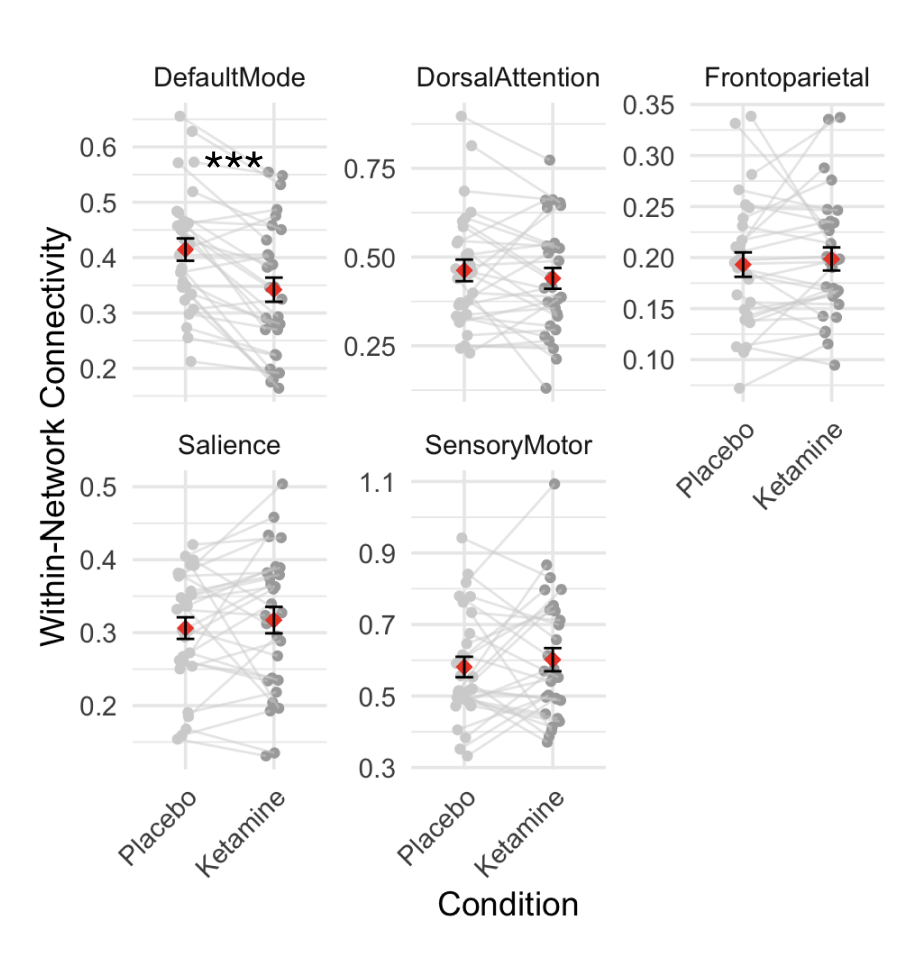 DefaultMode
DorsalAttention
Frontoparietal
0.6
0.5
0.4
0.3
0.2
***
0.75
0.50
0.25
0.35
0.30
0.25
0.20
0.15
0.10
Placebo
Ketamine
Within-Network Connectivity
Salience
SensoryMotor
0.5
0.4
0.3
0.2
1.1
0.9
0.7
0.5
0.3
Placebo
Ketamine
Placebo
Ketamine
Condition